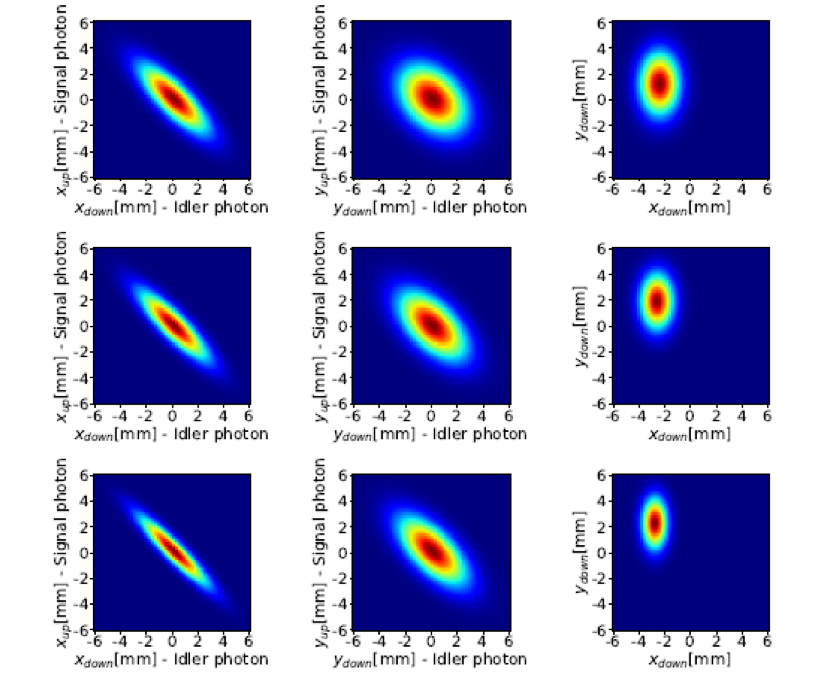 6 4 2 0 -2 -4 -6
x_up[mm] - Signal photon
-6 -4 -2 0 2 4 6
x_down[mm] - Idler photon
6 4 2 0 -2 -4 -6
y_up[mm] - Signal photon
-6 -4 -2 0 2 4 6
y_down[mm] - Idler photon
6 4 2 0 -2 -4 -6
y_down[mm]
-6 -4 -2 0 2 4 6
x_down[mm]
6 4 2 0 -2 -4 -6
x_up[mm] - Signal photon
-6 -4 -2 0 2 4 6
x_down[mm] - Idler photon
6 4 2 0 -2 -4 -6
y_up[mm] - Signal photon
-6 -4 -2 0 2 4 6
y_down[mm] - Idler photon
6 4 2 0 -2 -4 -6
y_down[mm]
-6 -4 -2 0 2 4 6
x_down[mm]
6 4 2 0 -2 -4 -6
x_up[mm] - Signal photon
-6 -4 -2 0 2 4 6
x_down[mm] - Idler photon
6 4 2 0 -2 -4 -6
y_up[mm] - Signal photon
-6 -4 -2 0 2 4 6
y_down[mm] - Idler photon
6 4 2 0 -2 -4 -6
y_down[mm]
-6 -4 -2 0 2 4 6
x_down[mm]